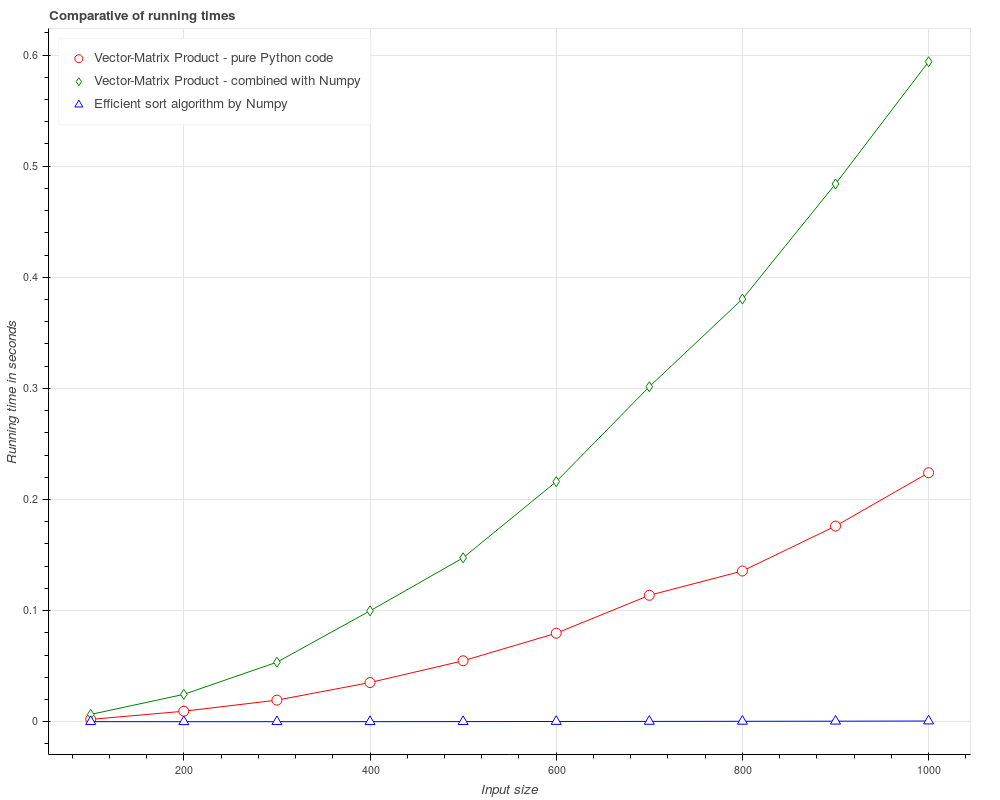 Comparative of running times
Vector-Matrix Product - pure Python code
Vector-Matrix Product - combined with Numpy
Efficient sort algorithm by Numpy
0.6
0.5
0.4
0.3
0.2
0.1
0
Running time in seconds
200
400
600
800
1000
Input size